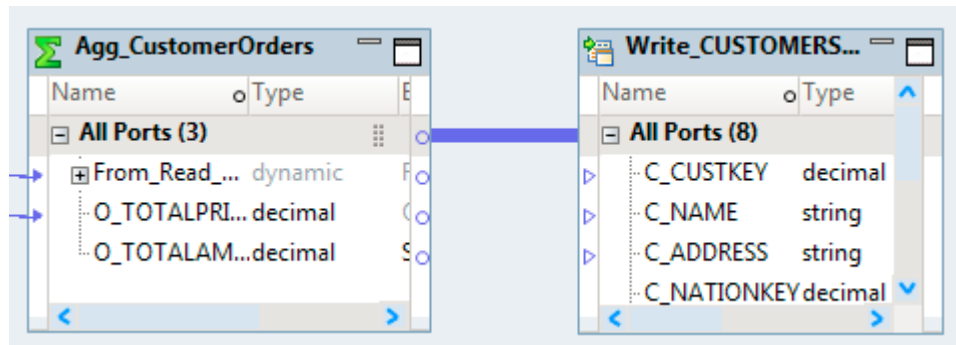 Agg_CustomerOrders
Name Type E
All Ports (3)
From_Read_... dynamic F
O_TOTALPRI... decimal
O_TOTALAM... decimal S
Write_CUSTOMERS...
Name Type
All Ports (8)
C_CUSTKEY decimal
C_NAME string
C_ADDRESS string
C_NATIONKEY decimal